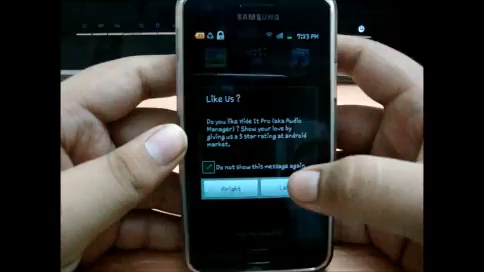 SAMSUNG
7:33 PM
Like Us ?
Do you like Hide It Pro (aka Audio
Manager) ? Show your love by
giving us a 5 star rating at android
market.
Do not show this message again
Alright